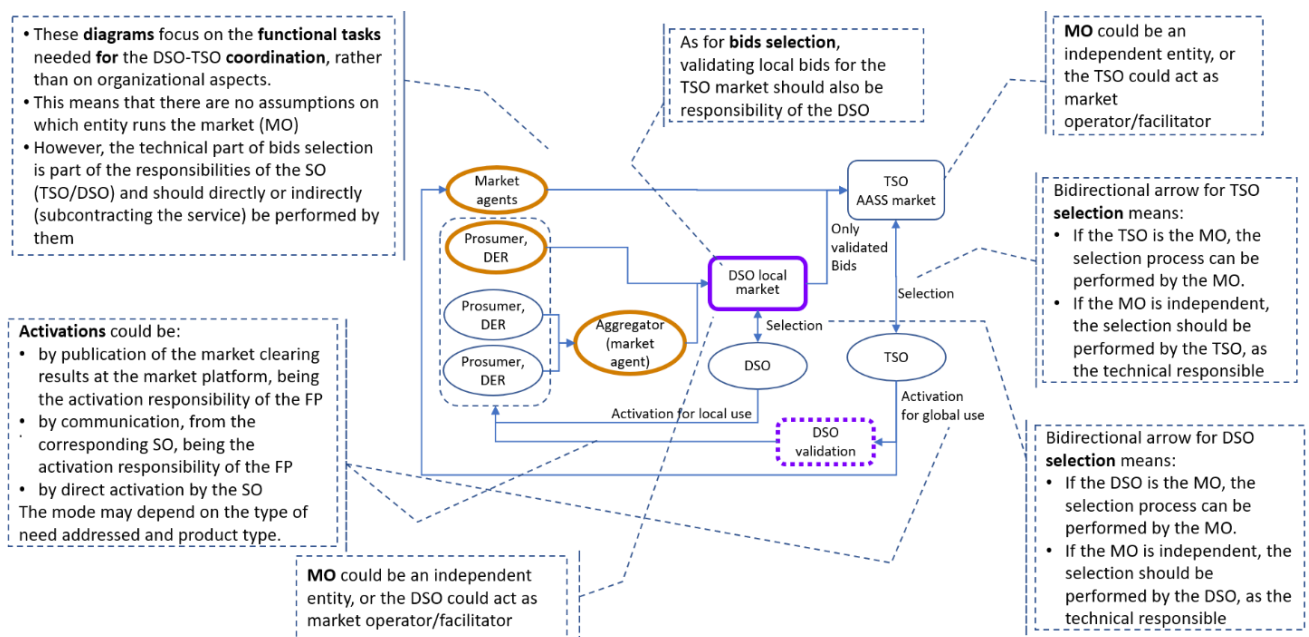 • These diagrams focus on the functional tasks
needed for the DSO-TSO coordination, rather
than on organizational aspects.
• This means that there are no assumptions on
which entity runs the market (MO)
• However, the technical part of bids selection
is part of the responsibilities of the SO
(TSO/DSO) and should directly or indirectly
(subcontracting the service) be performed by
them
As for bids selection,
validating local bids for the
TSO market should also be
responsibility of the DSO
MO could be an
independent entity, or
the TSO could act as
market
operator/facilitator
Market
agents
TSO
AASS market
Prosumer,
DER
Only
validated
Bids
DSO local
market
Prosumer,
DER
Aggregator
(market
agent)
Prosumer,
DER
Selection
Selection
DSO
TSO
Activation for local use
Activation
for global use
DSO
validation
Bidirectional arrow for TSO
selection means:
• If the TSO is the MO, the
selection process can be
performed by the MO.
• If the MO is independent,
the selection should be
performed by the TSO, as
the technical responsible
Activations could be:
• by publication of the market clearing
results at the market platform, being
the activation responsibility of the FP
• by communication, from the
corresponding SO, being the
activation responsibility of the FP
• by direct activation by the SO
The mode may depend on the type of
need addressed and product type.
Bidirectional arrow for DSO
selection means:
• If the DSO is the MO, the
selection process can be
performed by the MO.
• If the MO is independent, the
selection should be
performed by the DSO, as the
technical responsible
MO could be an independent
entity, or the DSO could act as
market operator/facilitator